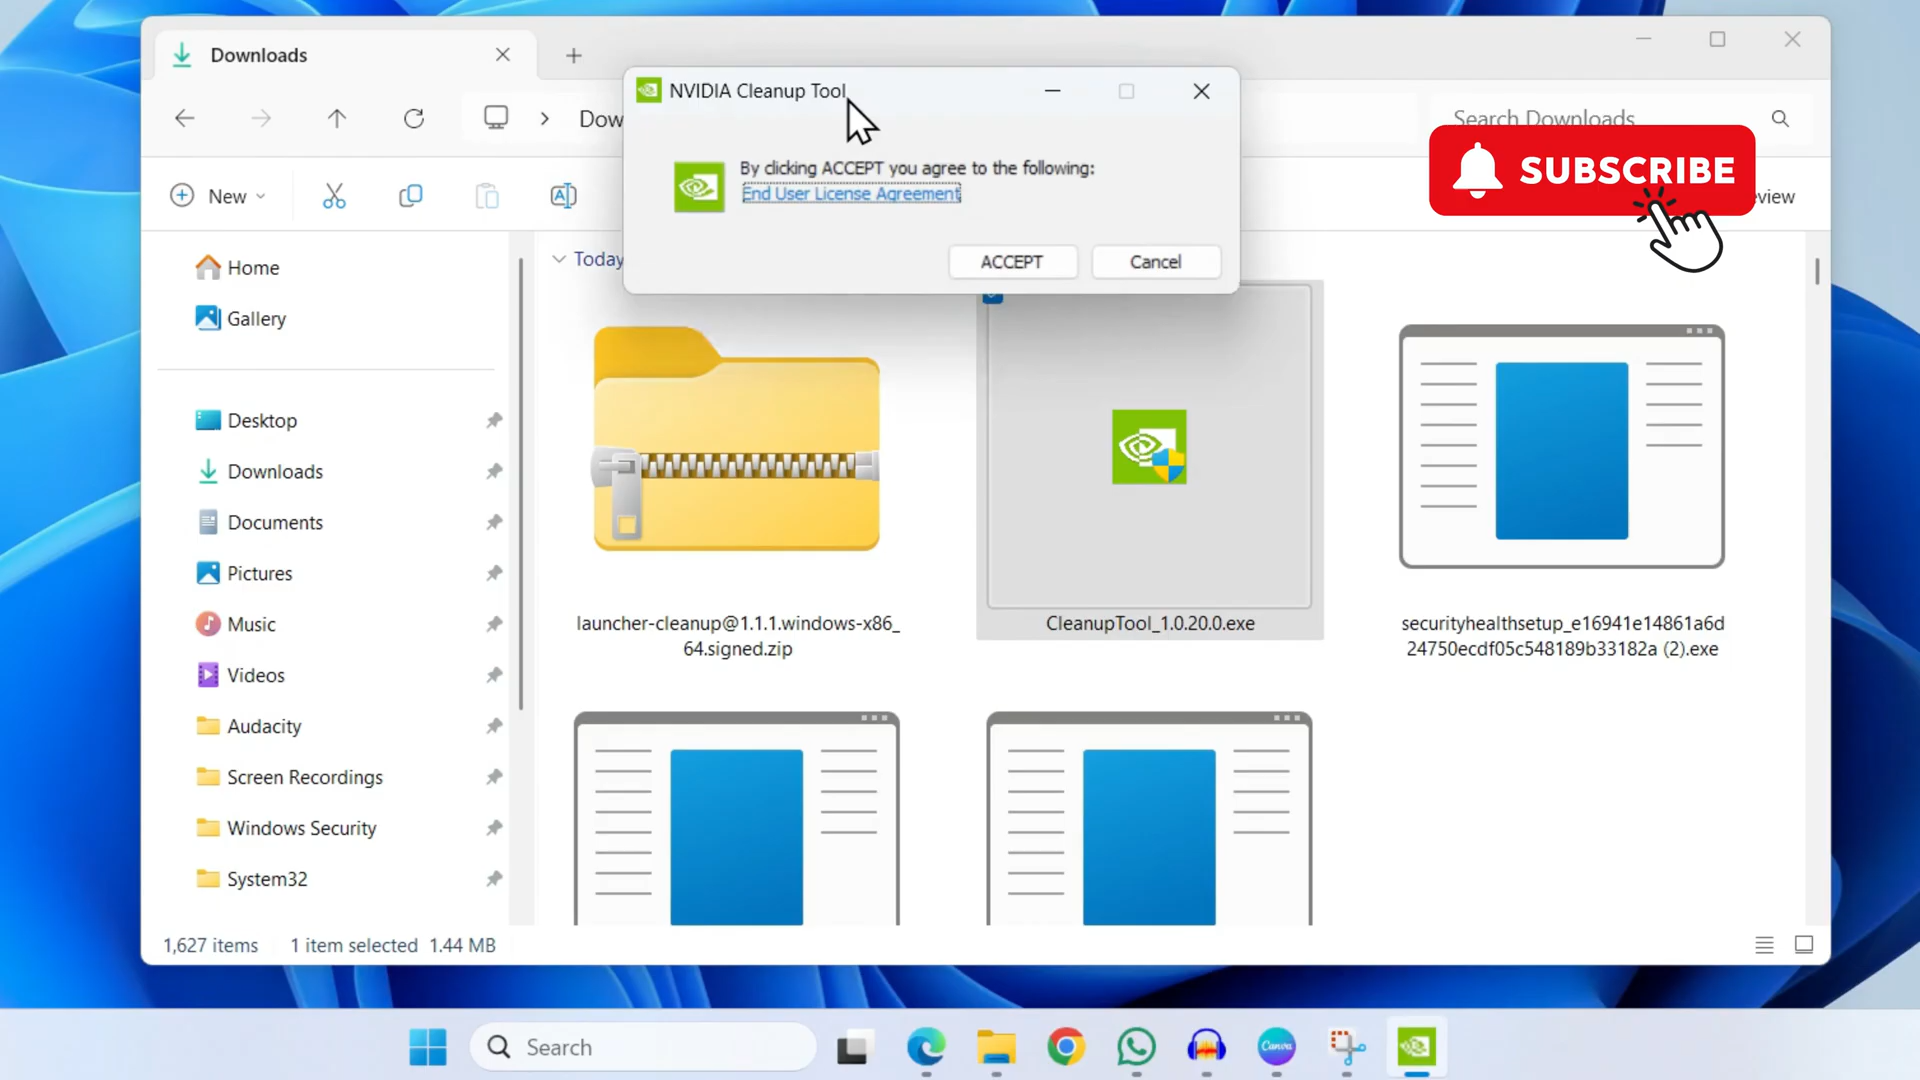 Downloads
NVIDIA Cleanup Tool
Dow
Search Downloads
By clicking ACCEPT you agree to the following:
End User License Agreement
SUBSCRIBE
New
view
ACCEPT
Cancel
Home
Gallery
Today
Desktop
Downloads
Documents
Pictures
Music
Videos
Audacity
Screen Recordings
Windows Security
System32
launcher-cleanup@1.1.1.windows-x86_
64.signed.zip
CleanupTool_1.0.20.0.exe
securityhealthsetup_e16941e14861a6d
24750ecdf05c548189b33182a (2).exe
1,627 items
1 item selected 1.44 MB
Search
Canva